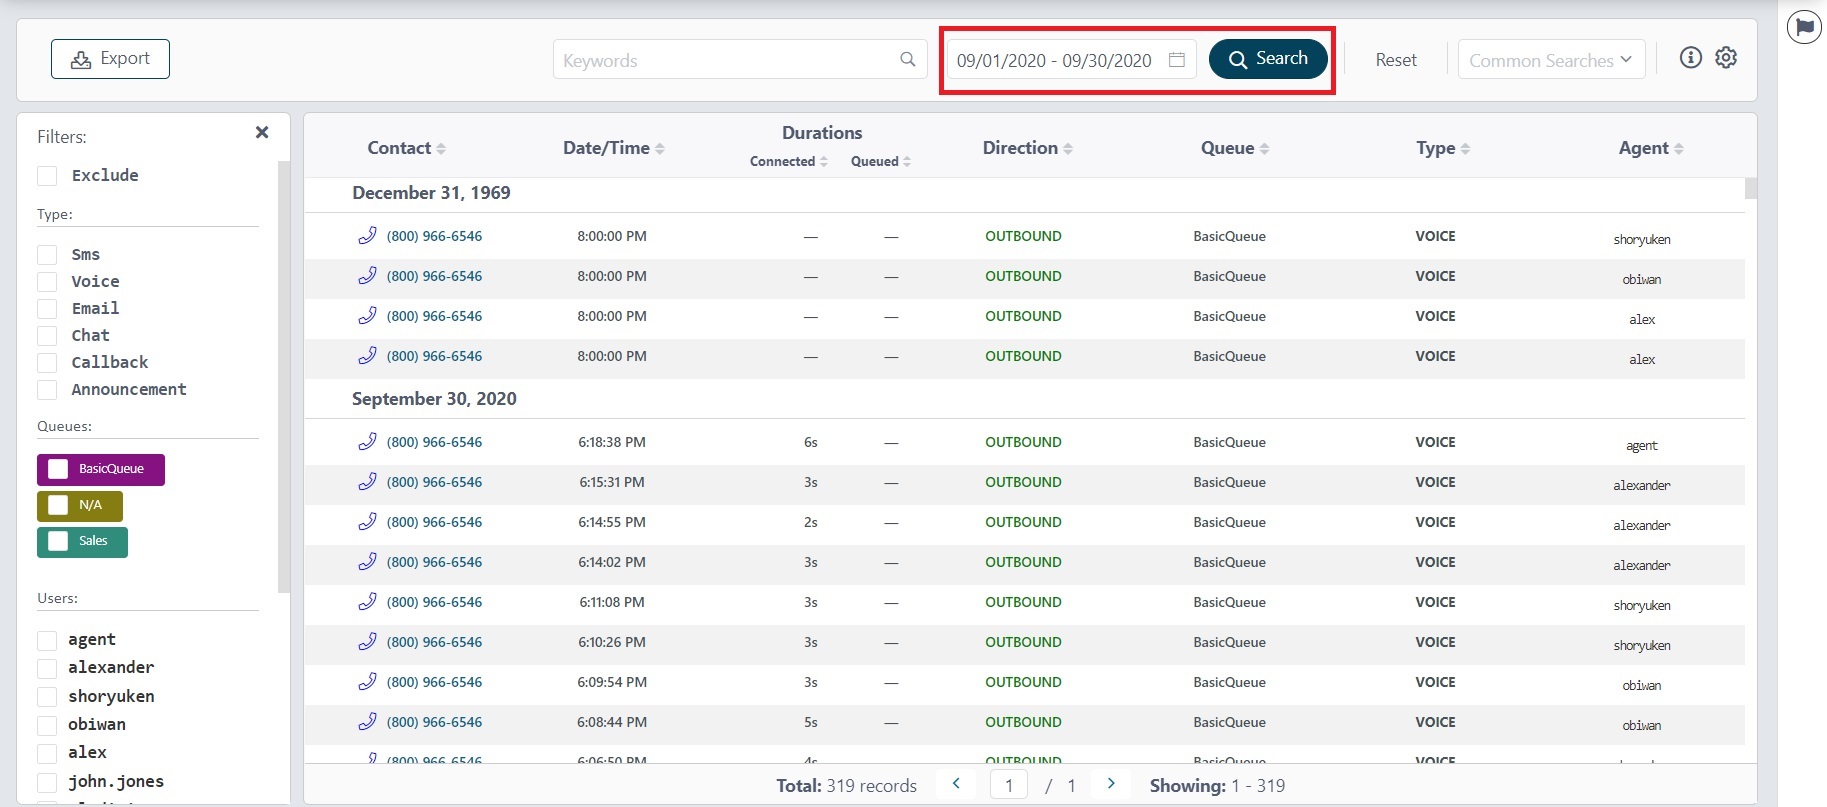 Export
Keywords
09/01/2020 - 09/30/2020
Search
Reset
Common Searches
Filters:
Exclude
Type:
Sms
Voice
Email
Chat
Callback
Announcement
Queues:
BasicQueue
N/A
Sales
Users:
agent
alexander
shoryuken
obiwan
alex
john.jones
Contact Date/Time Durations Direction Queue Type Agent
Connected Queued
December 31, 1969
(800) 966-6546 8:00:00 PM — — OUTBOUND BasicQueue VOICE shoryuken
(800) 966-6546 8:00:00 PM — — OUTBOUND BasicQueue VOICE obiwan
(800) 966-6546 8:00:00 PM — — OUTBOUND BasicQueue VOICE alex
(800) 966-6546 8:00:00 PM — — OUTBOUND BasicQueue VOICE alex
September 30, 2020
(800) 966-6546 6:18:38 PM 6s — OUTBOUND BasicQueue VOICE agent
(800) 966-6546 6:15:31 PM 3s — OUTBOUND BasicQueue VOICE alexander
(800) 966-6546 6:14:55 PM 2s — OUTBOUND BasicQueue VOICE alexander
(800) 966-6546 6:14:02 PM 3s — OUTBOUND BasicQueue VOICE alexander
(800) 966-6546 6:11:08 PM 3s — OUTBOUND BasicQueue VOICE shoryuken
(800) 966-6546 6:10:26 PM 3s — OUTBOUND BasicQueue VOICE shoryuken
(800) 966-6546 6:09:54 PM 3s — OUTBOUND BasicQueue VOICE obiwan
(800) 966-6546 6:08:44 PM 5s — OUTBOUND BasicQueue VOICE obiwan
(800) 966-6546 6:06:50 PM 4s OUTBOUND BasicQueue VOICE
Total: 319 records 1 / 1 Showing: 1 - 319